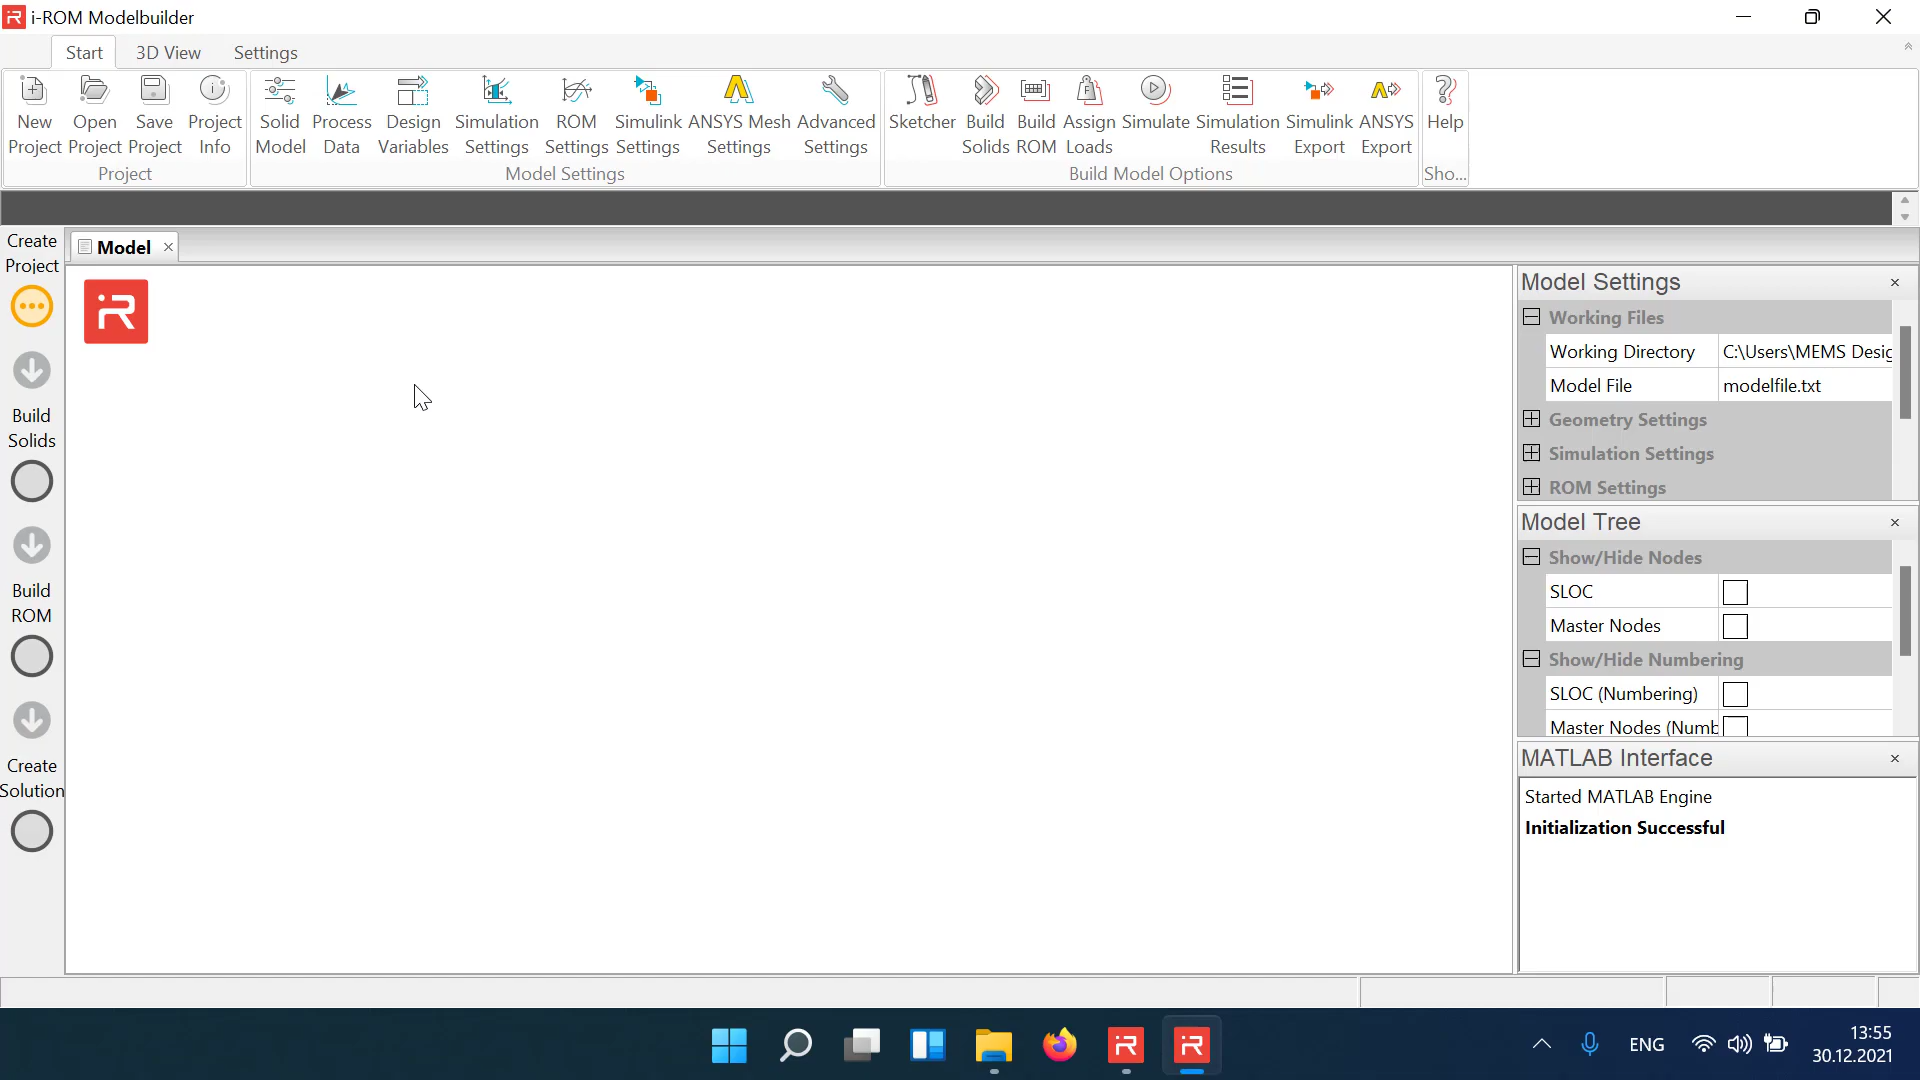 i-ROM Modelbuilder
Start
3D View
Settings
New Project
Open Project
Save Project
Project Info
Solid Model
Process Data
Design Variables
Simulation Settings
ROM Settings
Simulink Settings
ANSYS Mesh Settings
Advanced Settings
Sketcher
Build Solids
Build ROM
Assign Loads
Simulate
Simulation Results
Simulink Export
ANSYS Export
Help
Project
Model Settings
Build Model Options
Sho...
Create
Project
Build
Solids
Build
ROM
Create
Solution
Model
iR
Model Settings
Working Files
Working Directory C:\Users\MEMS Desig
Model File modelfile.txt
Geometry Settings
Simulation Settings
ROM Settings
Model Tree
Show/Hide Nodes
SLOC
Master Nodes
Show/Hide Numbering
SLOC (Numbering)
Master Nodes (Numb
MATLAB Interface
Started MATLAB Engine
Initialization Successful
ENG
13:55
30.12.2021